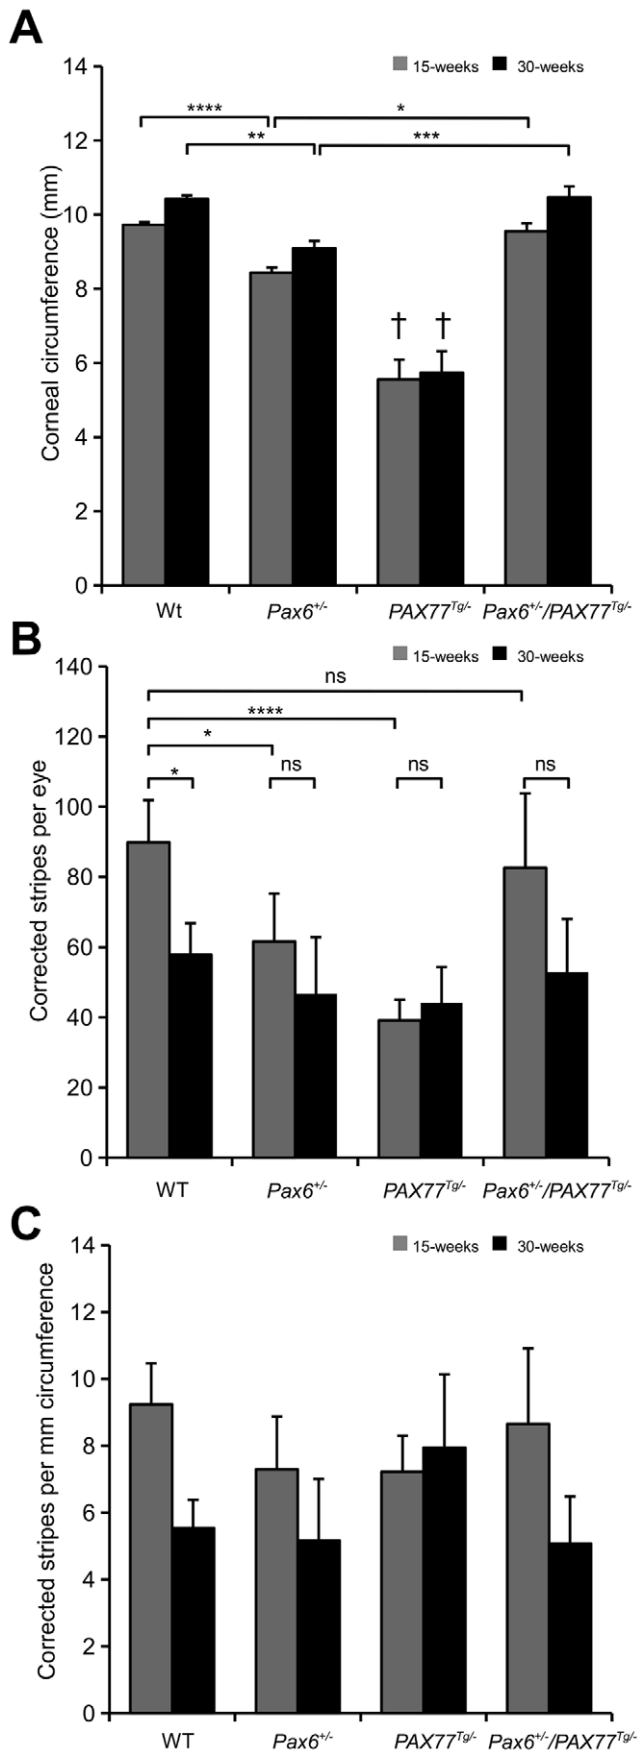 A
14
12
10
8
6
4
2
0
Corneal circumference (mm)
15-weeks 30-weeks
**** *
** ***
† †
Wt Pax6+/- PAX77Tg/- Pax6+/-/PAX77Tg/-
B
140
120
100
80
60
40
20
0
Corrected stripes per eye
15-weeks 30-weeks
ns
****
*
* ns ns ns
WT Pax6+/- PAX77Tg/- Pax6+/-/PAX77Tg/-
C
14
12
10
8
6
4
2
0
Corrected stripes per mm circumference
15-weeks 30-weeks
WT Pax6+/- PAX77Tg/- Pax6+/-/PAX77Tg/-